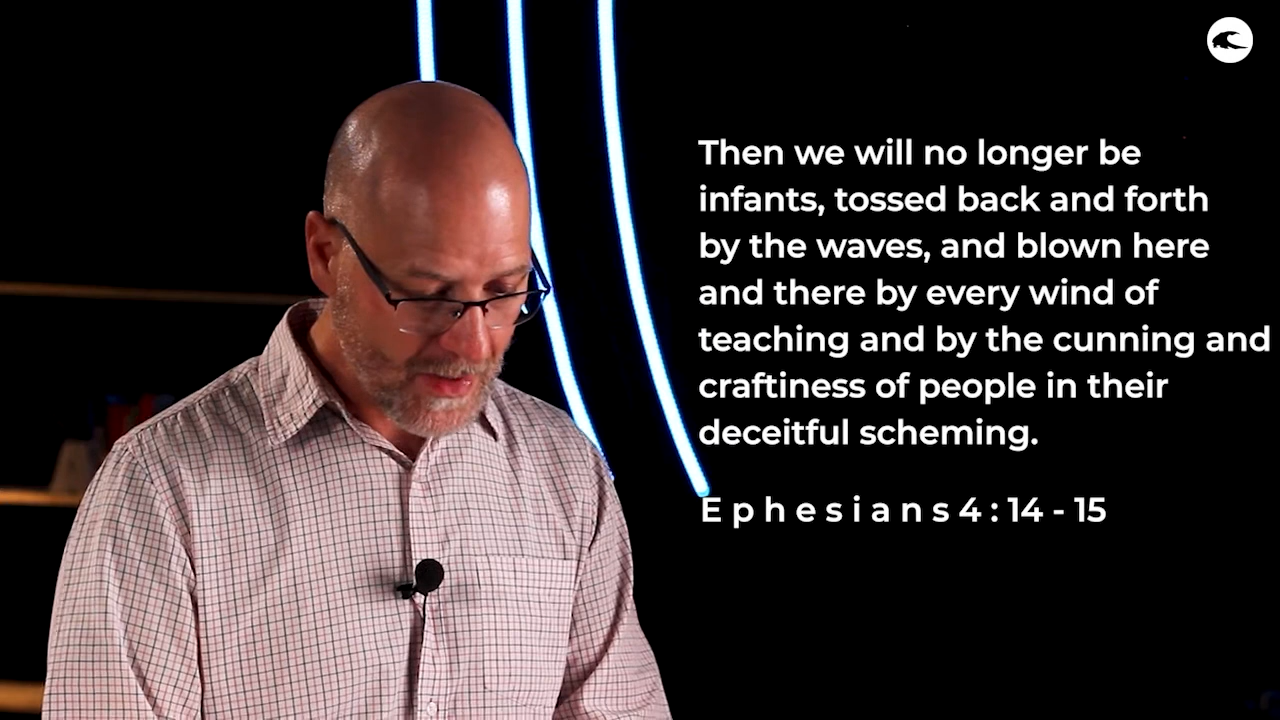 Then we will no longer be
infants, tossed back and forth
by the waves, and blown here
and there by every wind of
teaching and by the cunning and
craftiness of people in their
deceitful scheming.
Ephesians 4:14-15